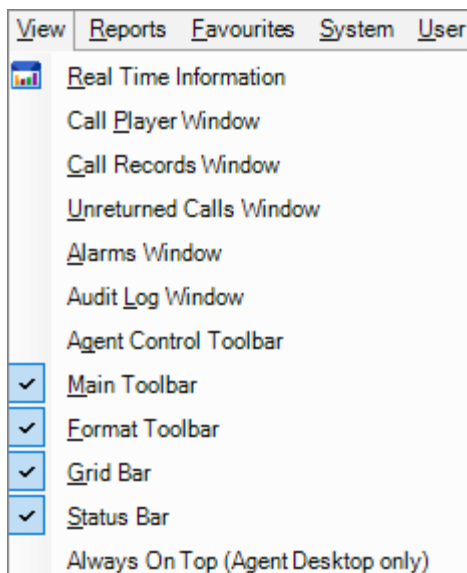 View Reports Favourites System User
Real Time Information
Call Player Window
Call Records Window
Unreturned Calls Window
Alarms Window
Audit Log Window
Agent Control Toolbar
Main Toolbar
Format Toolbar
Grid Bar
Status Bar
Always On Top (Agent Desktop only)